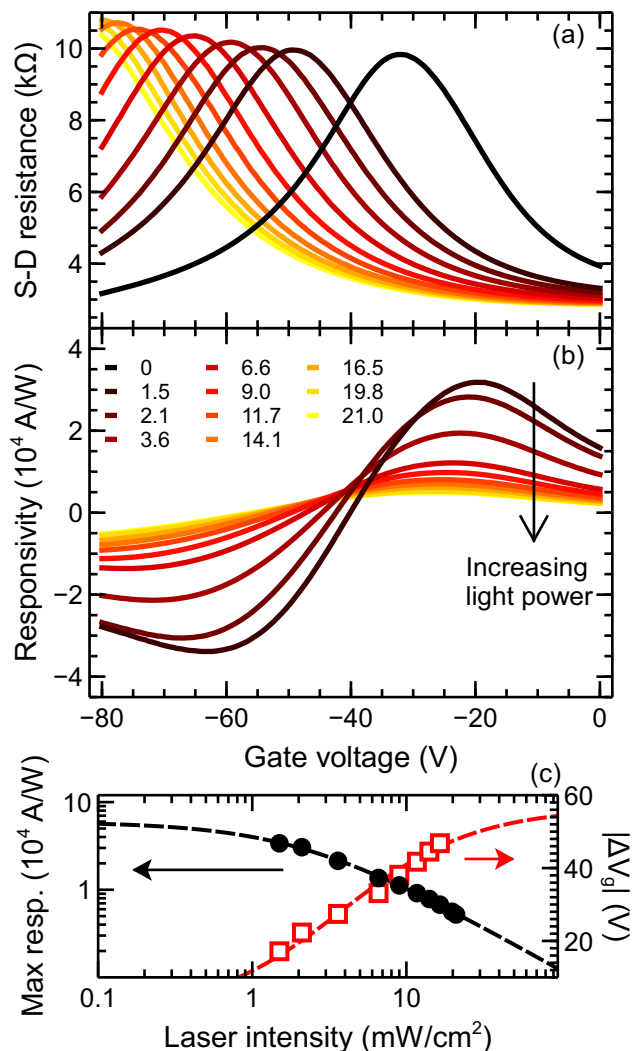 (a)
S-D resistance (kΩ)
10
8
6
4
(b)
Responsivity (10⁴ A/W)
4
2
0
−2
−4
0 6.6 16.5
1.5 9.0 19.8
2.1 11.7 21.0
3.6 14.1
Increasing
light power
−80 −60 −40 −20 0
Gate voltage (V)
(c)
Max resp. (10⁴ A/W)
10
1
60
40
20
|ΔVg| (V)
0.1 1 10
Laser intensity (mW/cm²)